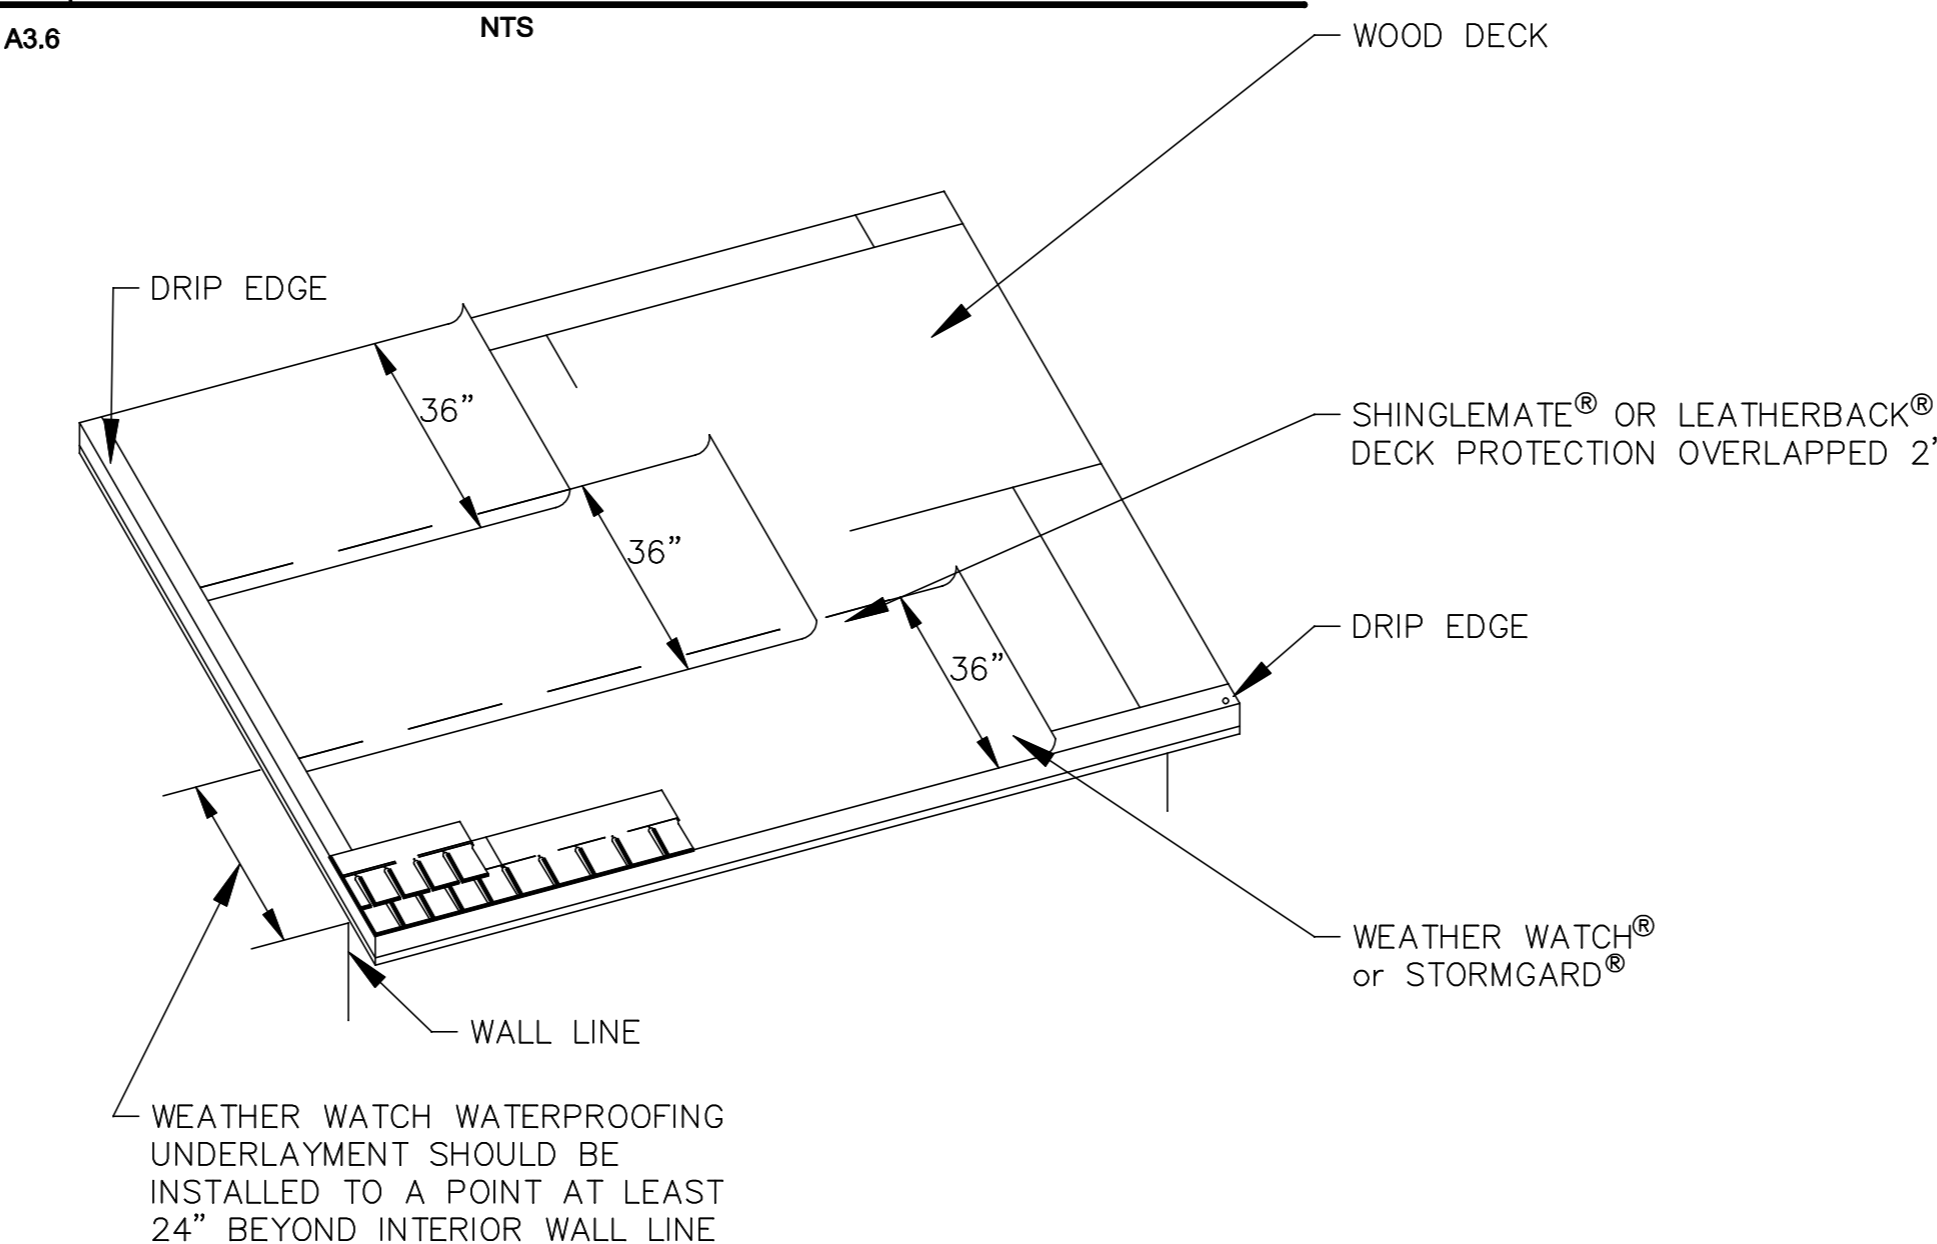 A3.6
NTS
WOOD DECK
DRIP EDGE
36”
SHINGLEMATE® OR LEATHERBACK®
DECK PROTECTION OVERLAPPED 2"
36”
DRIP EDGE
36”
WEATHER WATCH®
or STORMGARD®
WALL LINE
WEATHER WATCH WATERPROOFING
UNDERLAYMENT SHOULD BE
INSTALLED TO A POINT AT LEAST
24” BEYOND INTERIOR WALL LINE